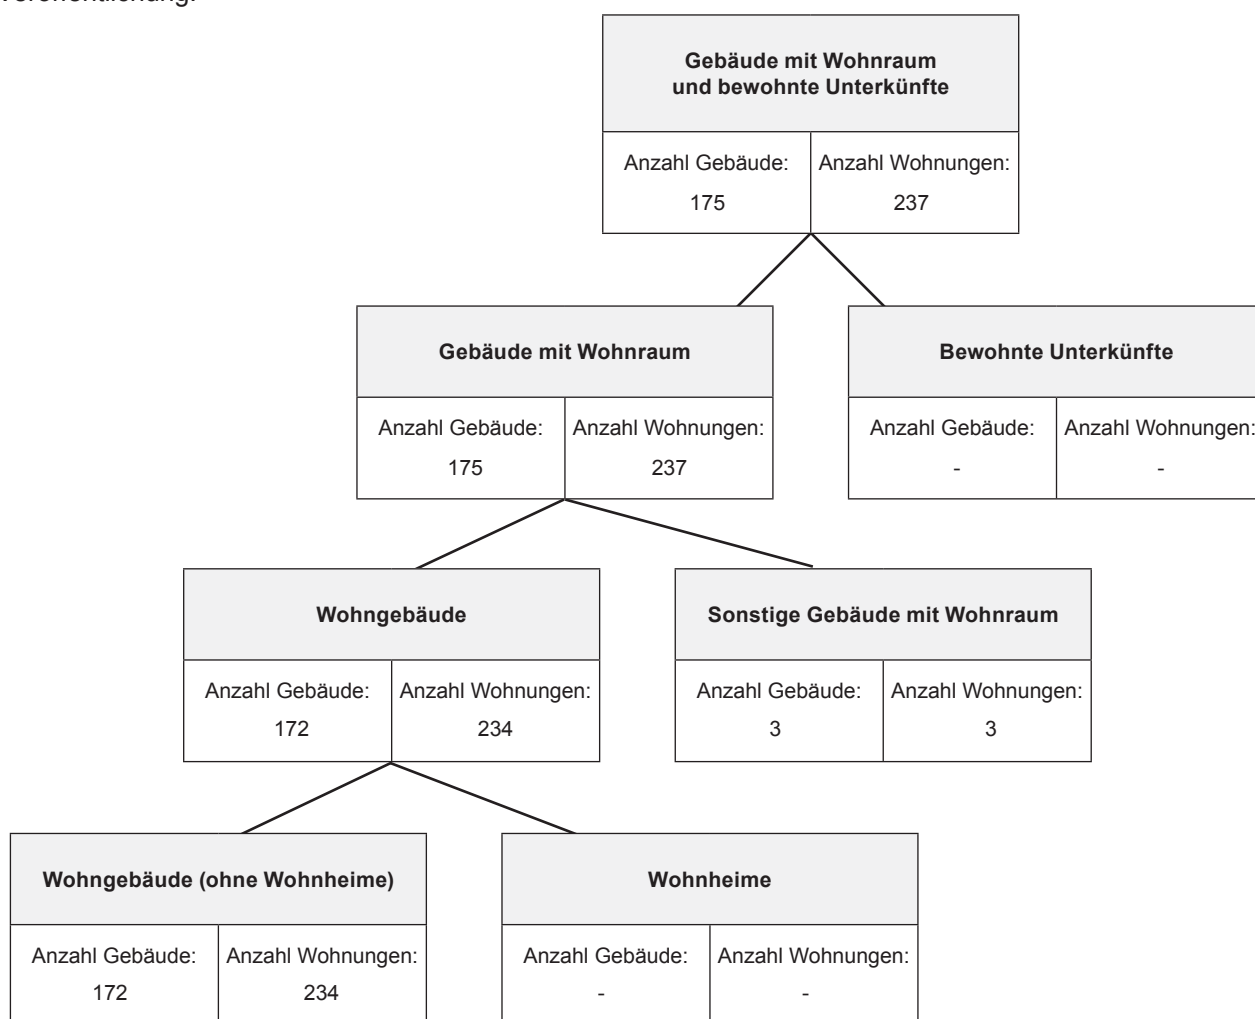 Veröffentlichung.
Gebäude mit Wohnraum
und bewohnte Unterkünfte
Anzahl Gebäude: Anzahl Wohnungen:
175 237
Gebäude mit Wohnraum Bewohnte Unterkünfte
Anzahl Gebäude: Anzahl Wohnungen: Anzahl Gebäude: Anzahl Wohnungen:
175 237 - -
Wohngebäude Sonstige Gebäude mit Wohnraum
Anzahl Gebäude: Anzahl Wohnungen: Anzahl Gebäude: Anzahl Wohnungen:
172 234 3 3
Wohngebäude (ohne Wohnheime) Wohnheime
Anzahl Gebäude: Anzahl Wohnungen: Anzahl Gebäude: Anzahl Wohnungen:
172 234 - -